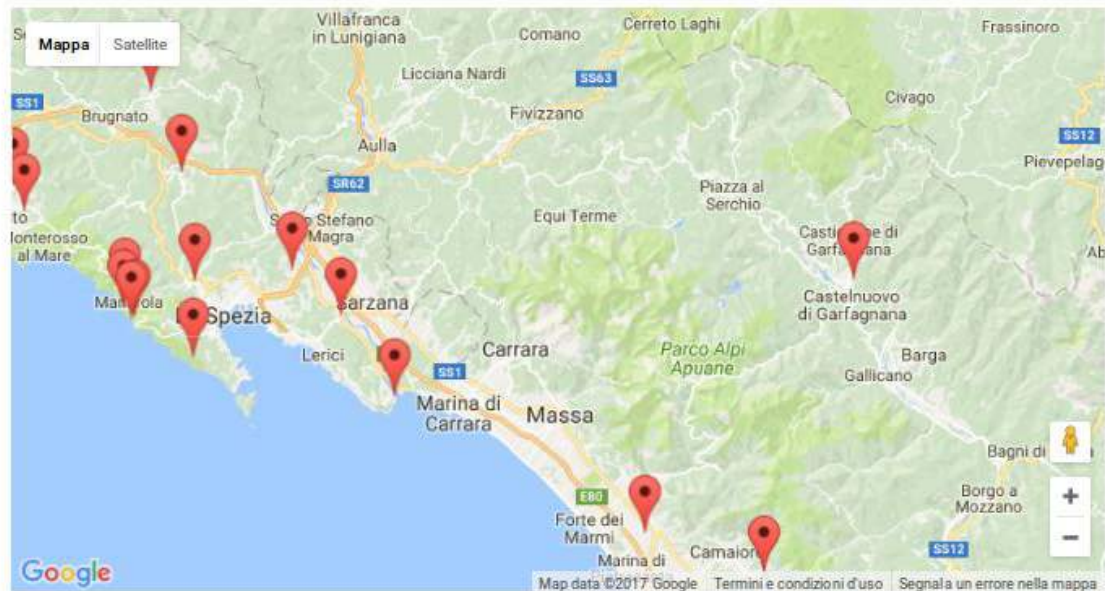 Mappa
Satellite
Villafranca
in Lunigiana
Comano
Cerreto Laghi
Frassinoro
Licciana Nardi
SS63
SS1
Brugnato
Fivizzano
Civago
SS12
Aulla
Pievepelago
SR62
Piazza al
Serchio
Equi Terme
Stefano
Magra
Monterosso
al Mare
di
Garfagnana
Sarzana
Spezia
Castelnuovo
di Garfagnana
Lerici
Carrara
Parco Alpi
Apuane
Barga
Gallicano
SS1
Marina di
Carrara
Massa
Bagni di
Borgo a
Mozzano
E80
Forte dei
Marmi
Camaiore
SS12
Marina di
+
−
Google
Map data ©2017 Google
Termini e condizioni d'uso
Segnala un errore nella mappa